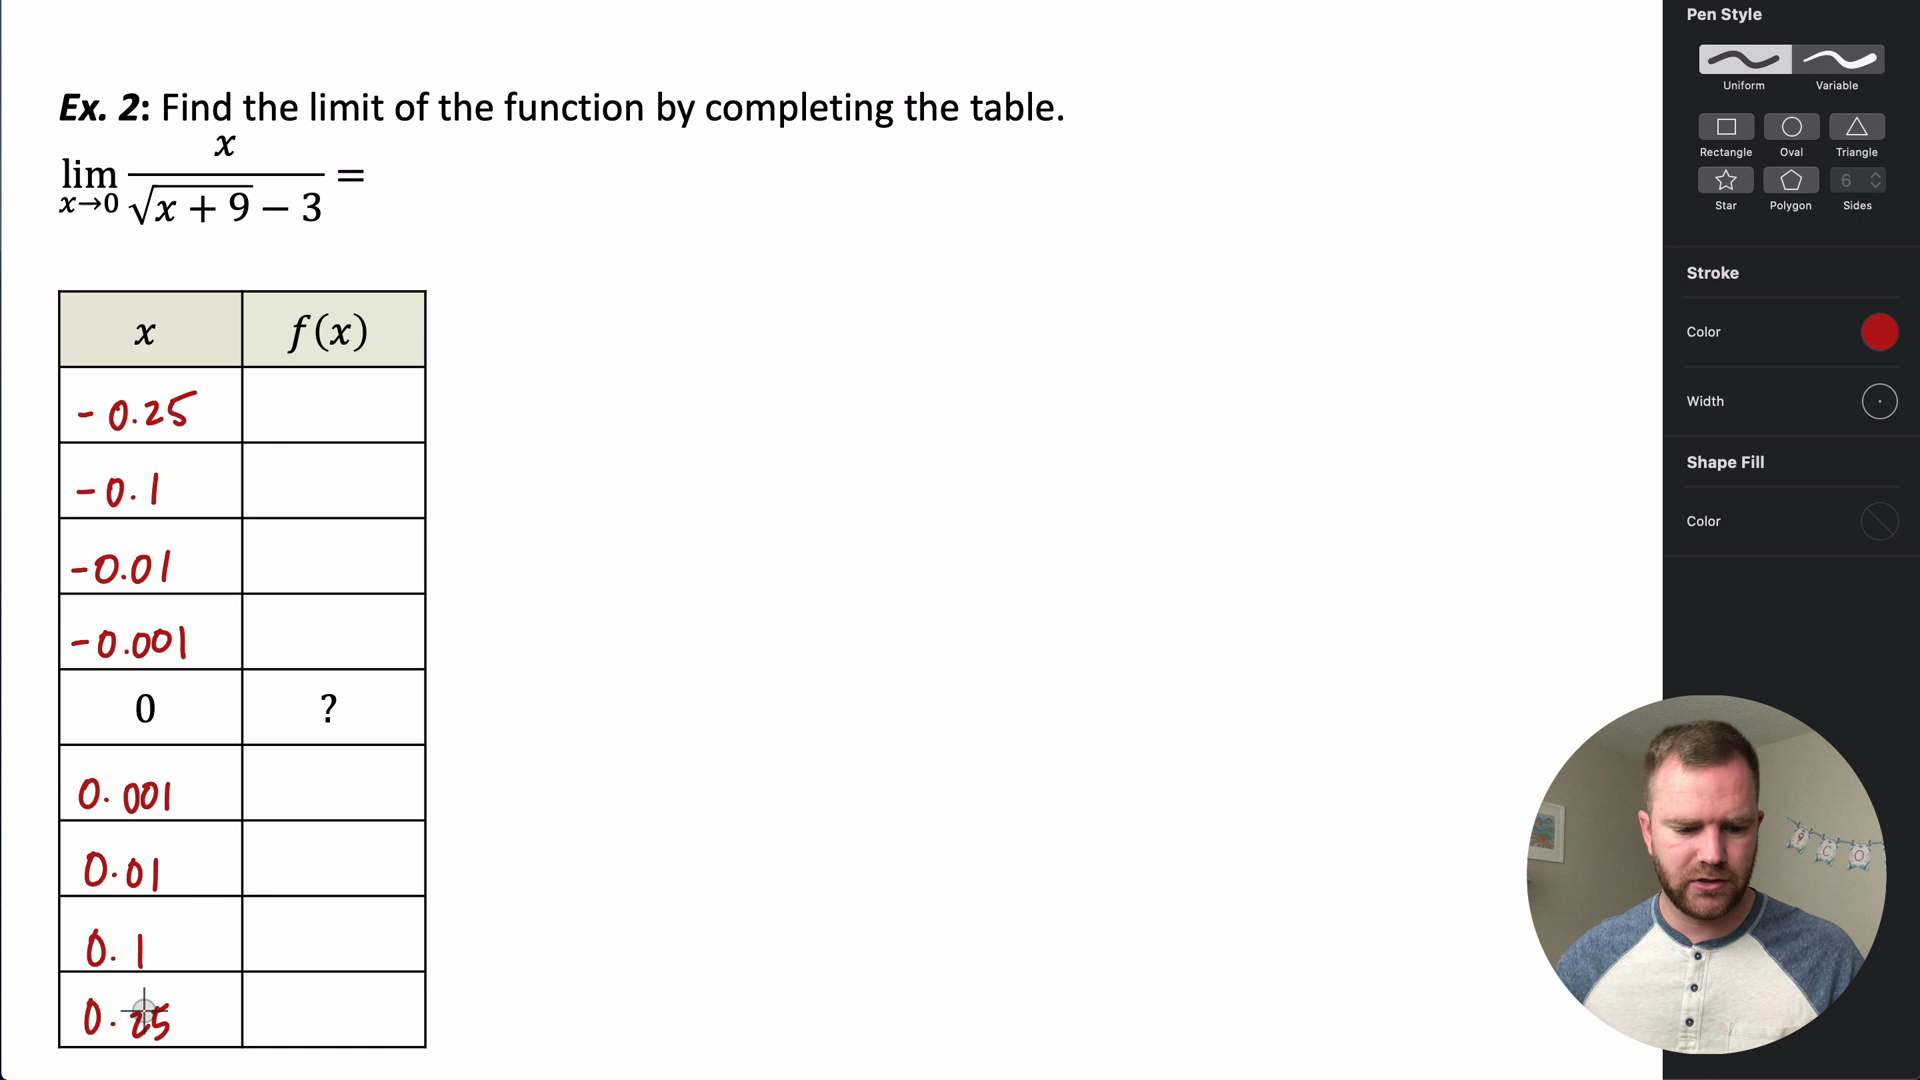 Ex. 2: Find the limit of the function by completing the table.
lim x→0 x / √(x + 9) − 3 =
x f(x)
- 0.25
- 0.1
- 0.01
- 0.001
0 ?
0.001
0.01
0.1
0.25
Pen Style
Uniform Variable
Rectangle Oval Triangle
6
Star Polygon Sides
Stroke
Color
Width
Shape Fill
Color
C O